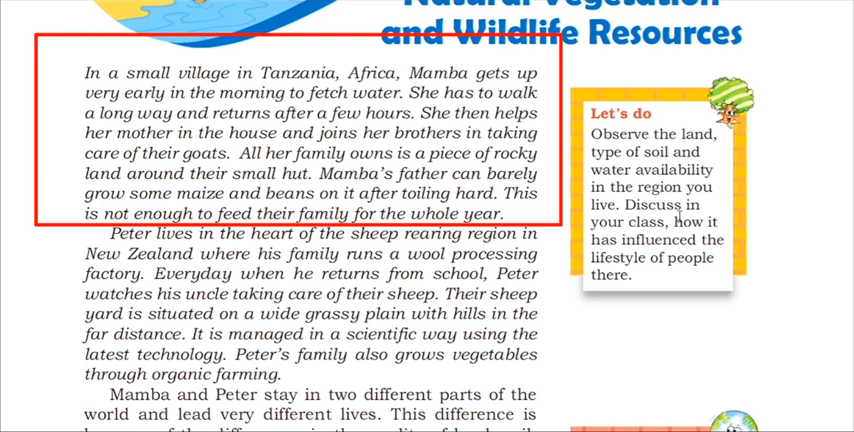 and Wildlife Resources
In a small village in Tanzania, Africa, Mamba gets up
very early in the morning to fetch water. She has to walk
a long way and returns after a few hours. She then helps
her mother in the house and joins her brothers in taking
care of their goats. All her family owns is a piece of rocky
land around their small hut. Mamba's father can barely
grow some maize and beans on it after toiling hard. This
is not enough to feed their family for the whole year.
Peter lives in the heart of the sheep rearing region in
New Zealand where his family runs a wool processing
factory. Everyday when he returns from school, Peter
watches his uncle taking care of their sheep. Their sheep
yard is situated on a wide grassy plain with hills in the
far distance. It is managed in a scientific way using the
latest technology. Peter's family also grows vegetables
through organic farming.
Mamba and Peter stay in two different parts of the
world and lead very different lives. This difference is
Let's do
Observe the land,
type of soil and
water availability
in the region you
live. Discuss in
your class, how it
has influenced the
lifestyle of people
there.